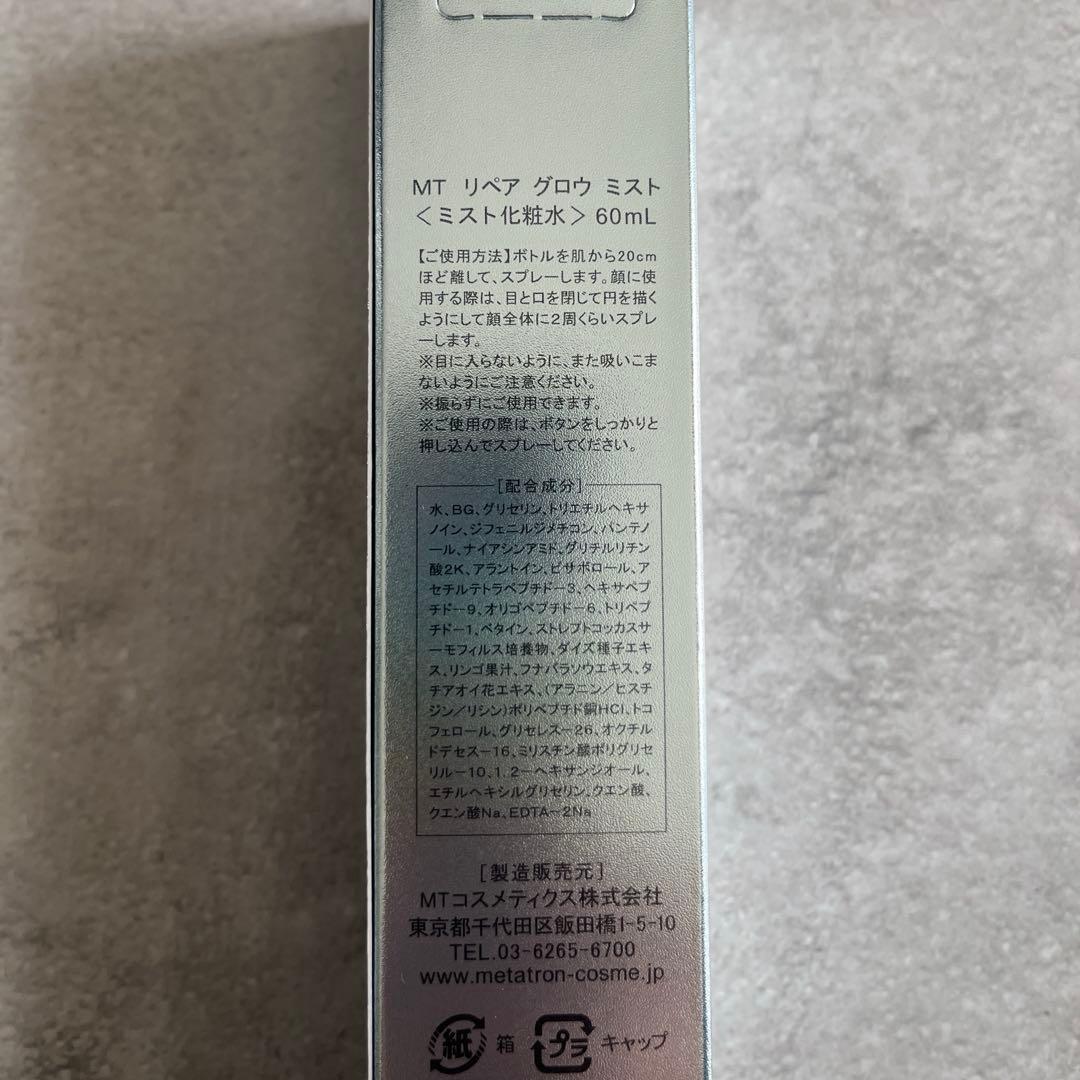 MT リペア グロウ ミスト
＜ミスト化粧水＞60mL
【ご使用方法】ボトルを肌から20cm
ほど離して、スプレーします。顔に使
用する際は、目と口を閉じて円を描く
ようにして顔全体に2周くらいスプレ
ーします。
※目に入らないように、また吸いこま
ないようにご注意ください。
※振らずにご使用できます。
※ご使用の際は、ボタンをしっかりと
押し込んでスプレーしてください。
[配合成分]
水、BG、グリセリン、トリエチルヘキサ
ノイン、ジフェニルジメチコン、パンテノ
ール、ナイアシンアミド、グリチルリチン
酸2K、アラントイン、ビサボロール、ア
セチルテトラペプチド－3、ヘキサペプ
チド－9、オリゴペプチド－6、トリペプ
チド－1、ベタイン、ストレプトコッカスサ
ーモフィルス培養物、ダイズ種子エキ
ス、リンゴ果汁、フナバラソウエキス、タ
チアオイ花エキス、（アラニン／ヒスチ
ジン／リシン）ポリペプチド銅HCl、トコ
フェロール、グリセレス－26、オクチル
ドデセス－16、ミリスチン酸ポリグリセ
リル－10、1，2－ヘキサンジオール、
エチルヘキシルグリセリン、クエン酸、
クエン酸Na、EDTA－2Na
[製造販売元]
MTコスメティクス株式会社
東京都千代田区飯田橋1-5-10
TEL.03-6265-6700
www.metatron-cosme.jp
紙 箱 プラ キャップ